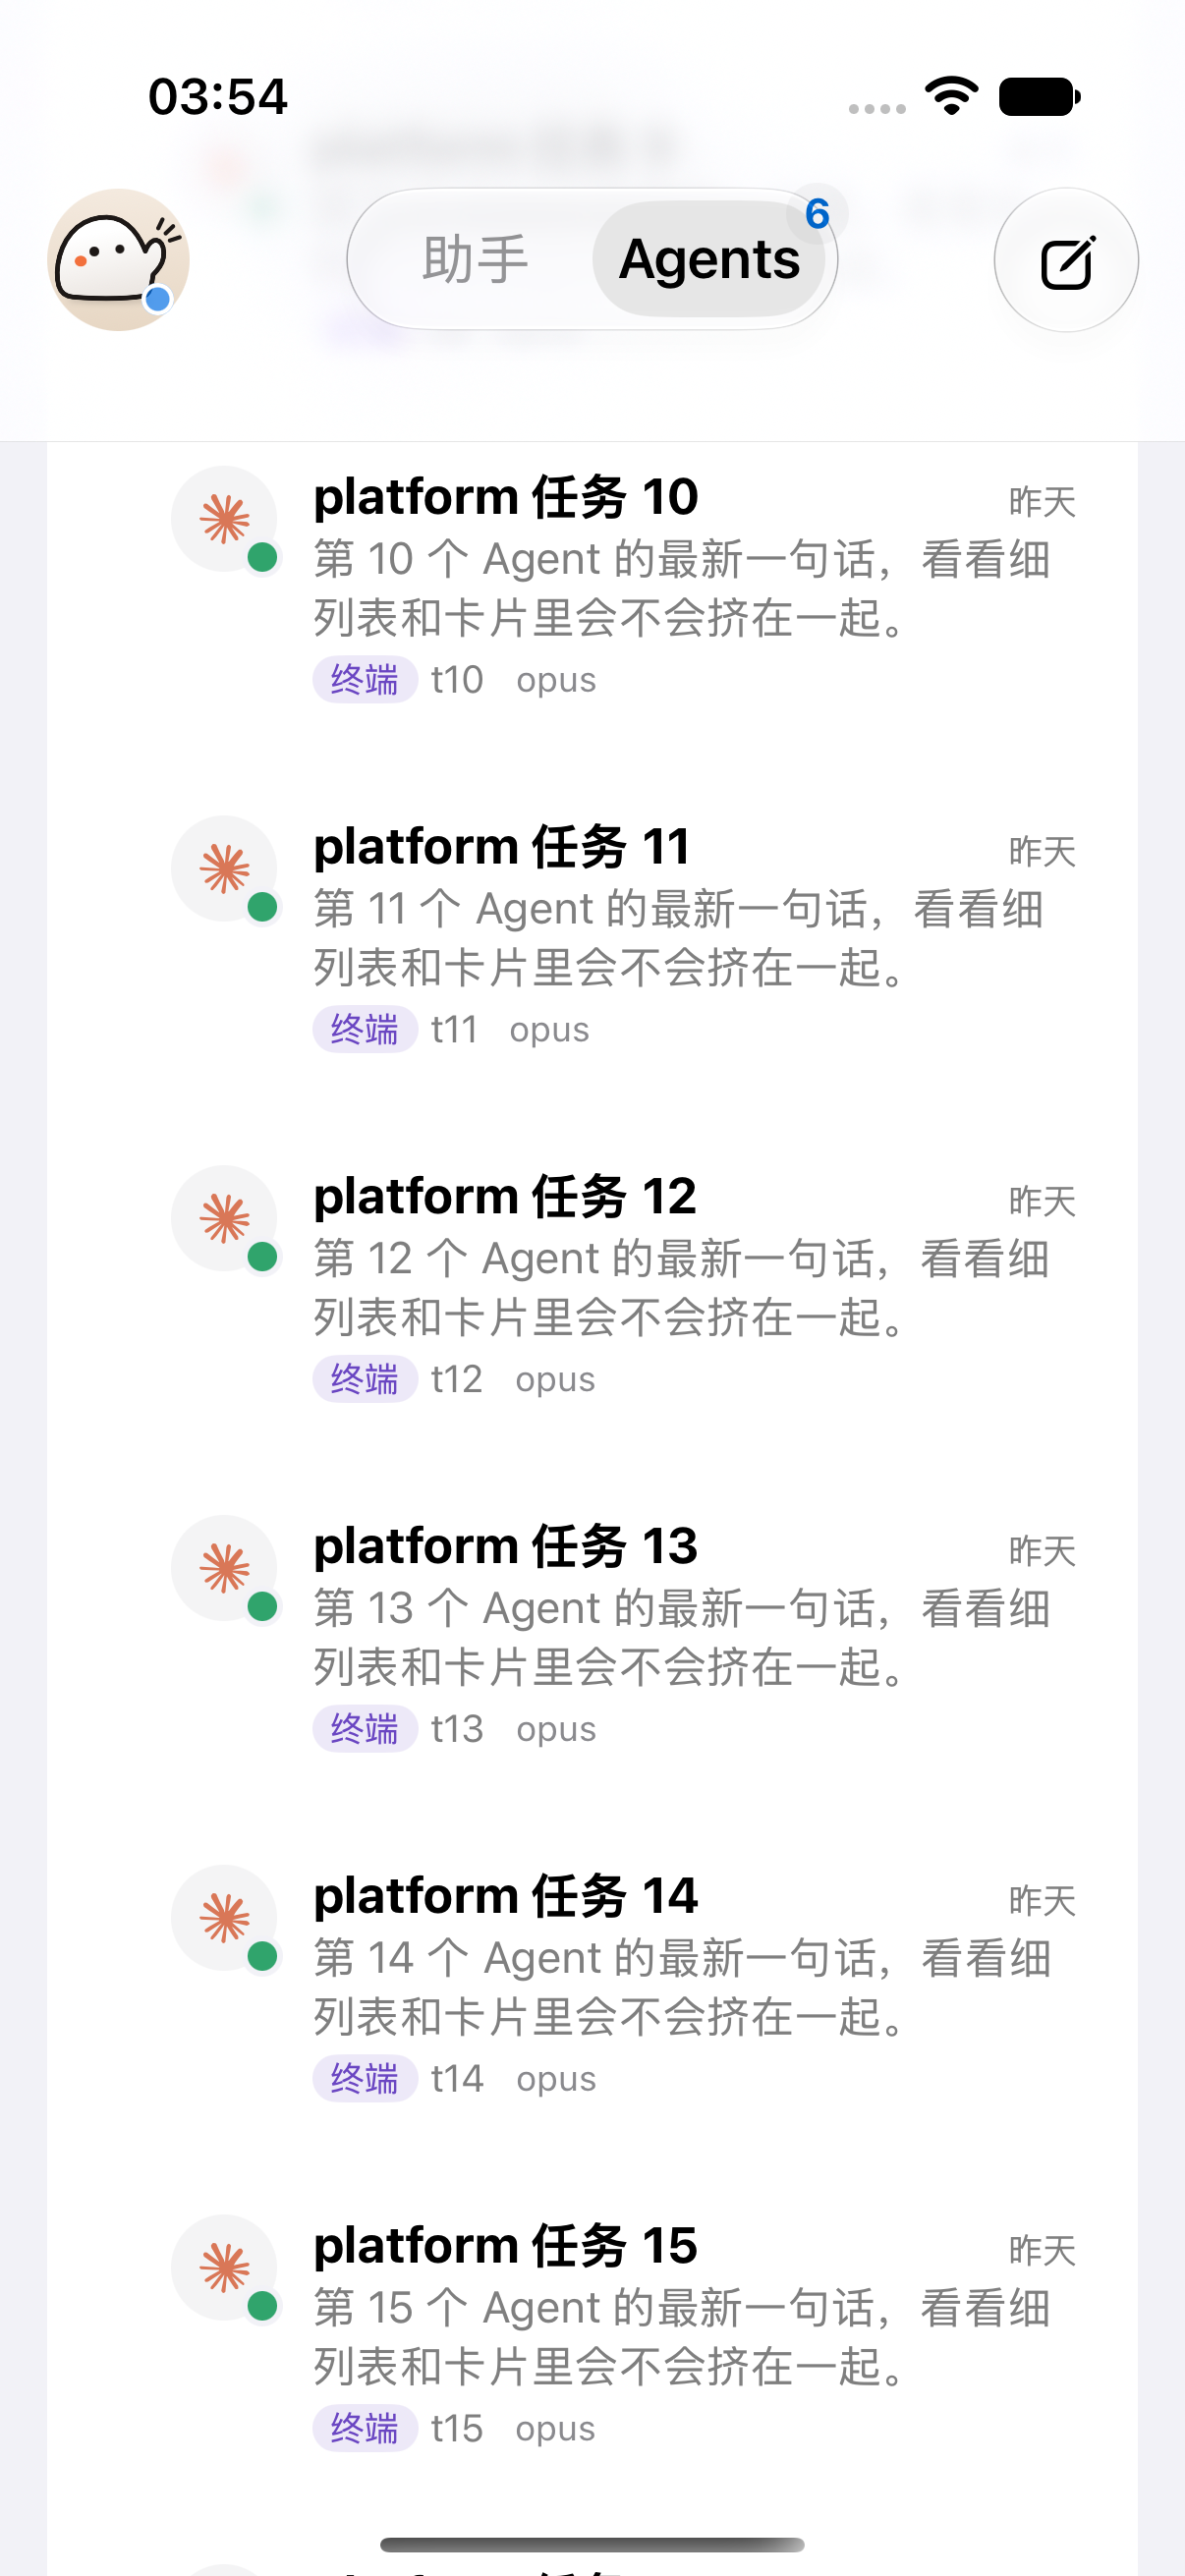 03:54
助手
Agents
6
platform 任务 10
昨天
第 10 个 Agent 的最新一句话，看看细
列表和卡片里会不会挤在一起。
终端 t10 opus
platform 任务 11
昨天
第 11 个 Agent 的最新一句话，看看细
列表和卡片里会不会挤在一起。
终端 t11 opus
platform 任务 12
昨天
第 12 个 Agent 的最新一句话，看看细
列表和卡片里会不会挤在一起。
终端 t12 opus
platform 任务 13
昨天
第 13 个 Agent 的最新一句话，看看细
列表和卡片里会不会挤在一起。
终端 t13 opus
platform 任务 14
昨天
第 14 个 Agent 的最新一句话，看看细
列表和卡片里会不会挤在一起。
终端 t14 opus
platform 任务 15
昨天
第 15 个 Agent 的最新一句话，看看细
列表和卡片里会不会挤在一起。
终端 t15 opus